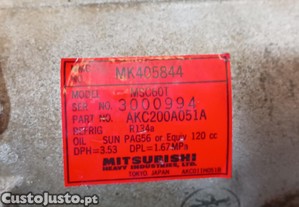 MK405844
MODEL MSC60T
SER NO. 3000994
PART NO. AKC200A051A
REFRIG R134a
OIL SUN PAG56 or Equiv 120 cc
DPH=3.53 DPL=1.67MPa
MITSUBISHI
HEAVY INDUSTRIES, LTD.
TOKYO JAPAN
CustoJusto.pt